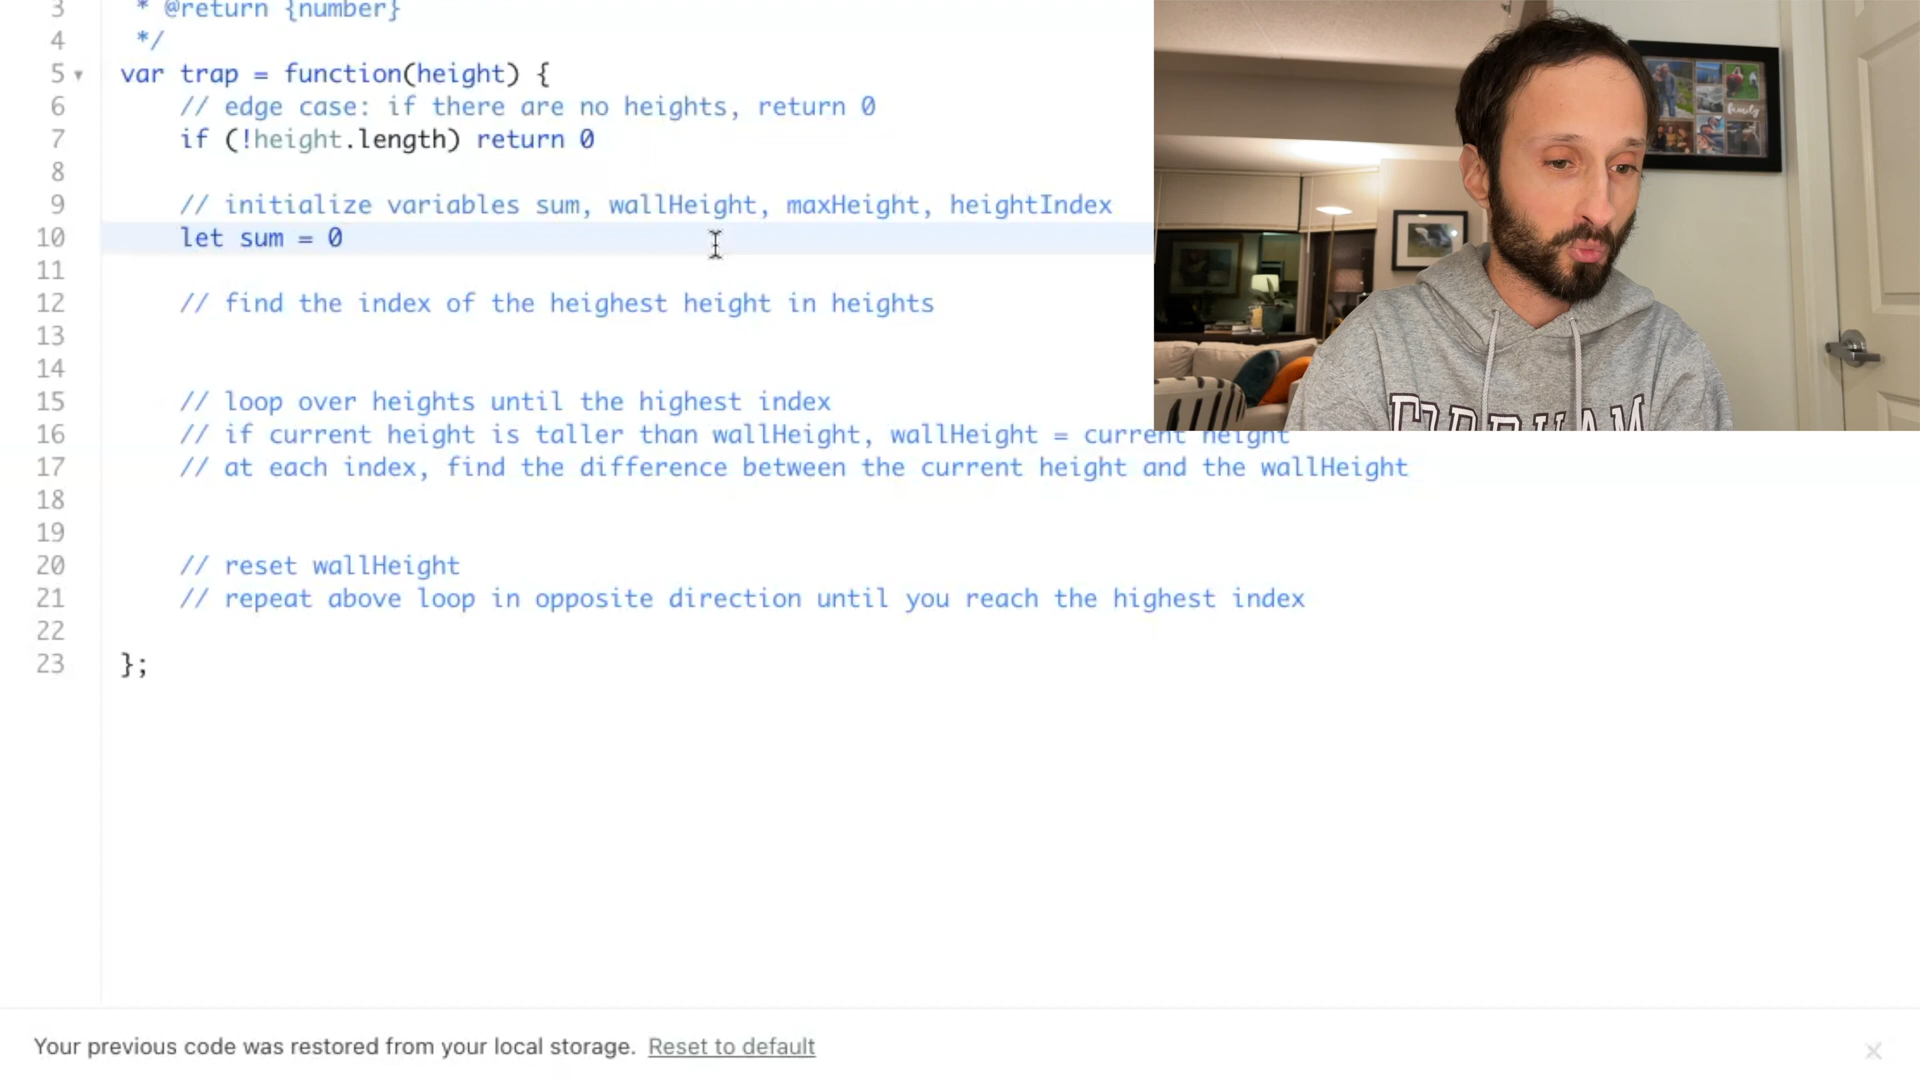 3 * @return {number}
4 */
5 var trap = function(height) {
6 // edge case: if there are no heights, return 0
7 if (!height.length) return 0
8
9 // initialize variables sum, wallHeight, maxHeight, heightIndex
10 let sum = 0
11
12 // find the index of the heighest height in heights
13
14
15 // loop over heights until the highest index
16 // if current height is taller than wallHeight, wallHeight = current height
17 // at each index, find the difference between the current height and the wallHeight
18
19
20 // reset wallHeight
21 // repeat above loop in opposite direction until you reach the highest index
22
23 };
family
Your previous code was restored from your local storage. Reset to default